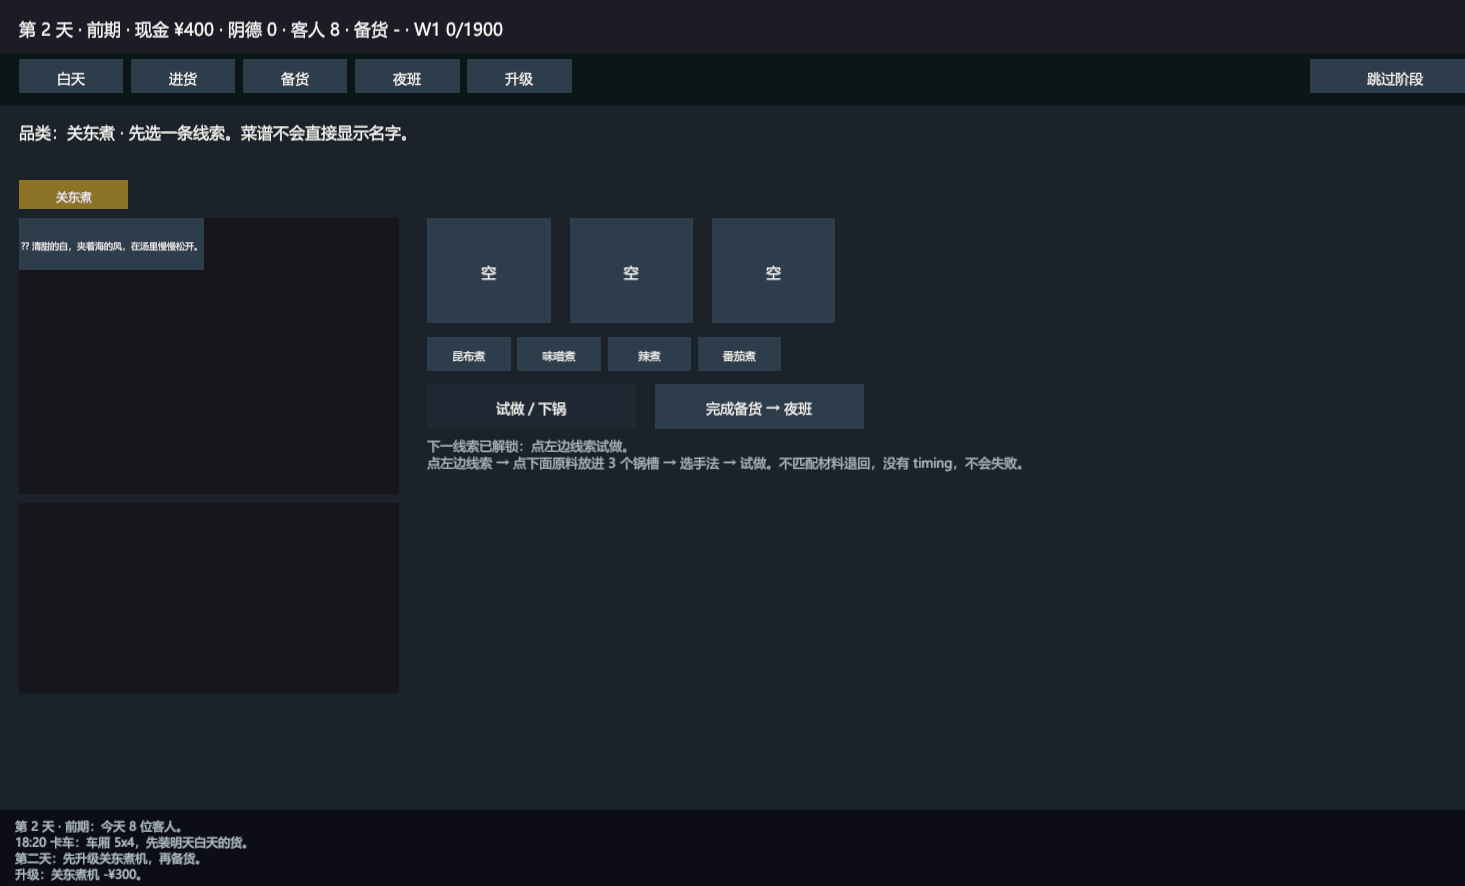 第 2 天 · 前期 · 现金 ¥400 · 阴德 0 · 客人 8 · 备货 - · W1 0/1900
白天
进货
备货
夜班
升级
跳过阶段
品类：关东煮 · 先选一条线索。菜谱不会直接显示名字。
关东煮
?? 清甜的白，夹着海的风，在汤里慢慢松开。
空
空
空
昆布煮
味噌煮
辣煮
番茄煮
试做 / 下锅
完成备货 → 夜班
下一线索已解锁：点左边线索试做。
点左边线索 → 点下面原料放进 3 个锅槽 → 选手法 → 试做。不匹配材料退回，没有 timing，不会失败。
第 2 天 · 前期：今天 8 位客人。
18:20 卡车：车厢 5x4，先装明天白天的货。
第二天：先升级关东煮机，再备货。
升级：关东煮机 -¥300。